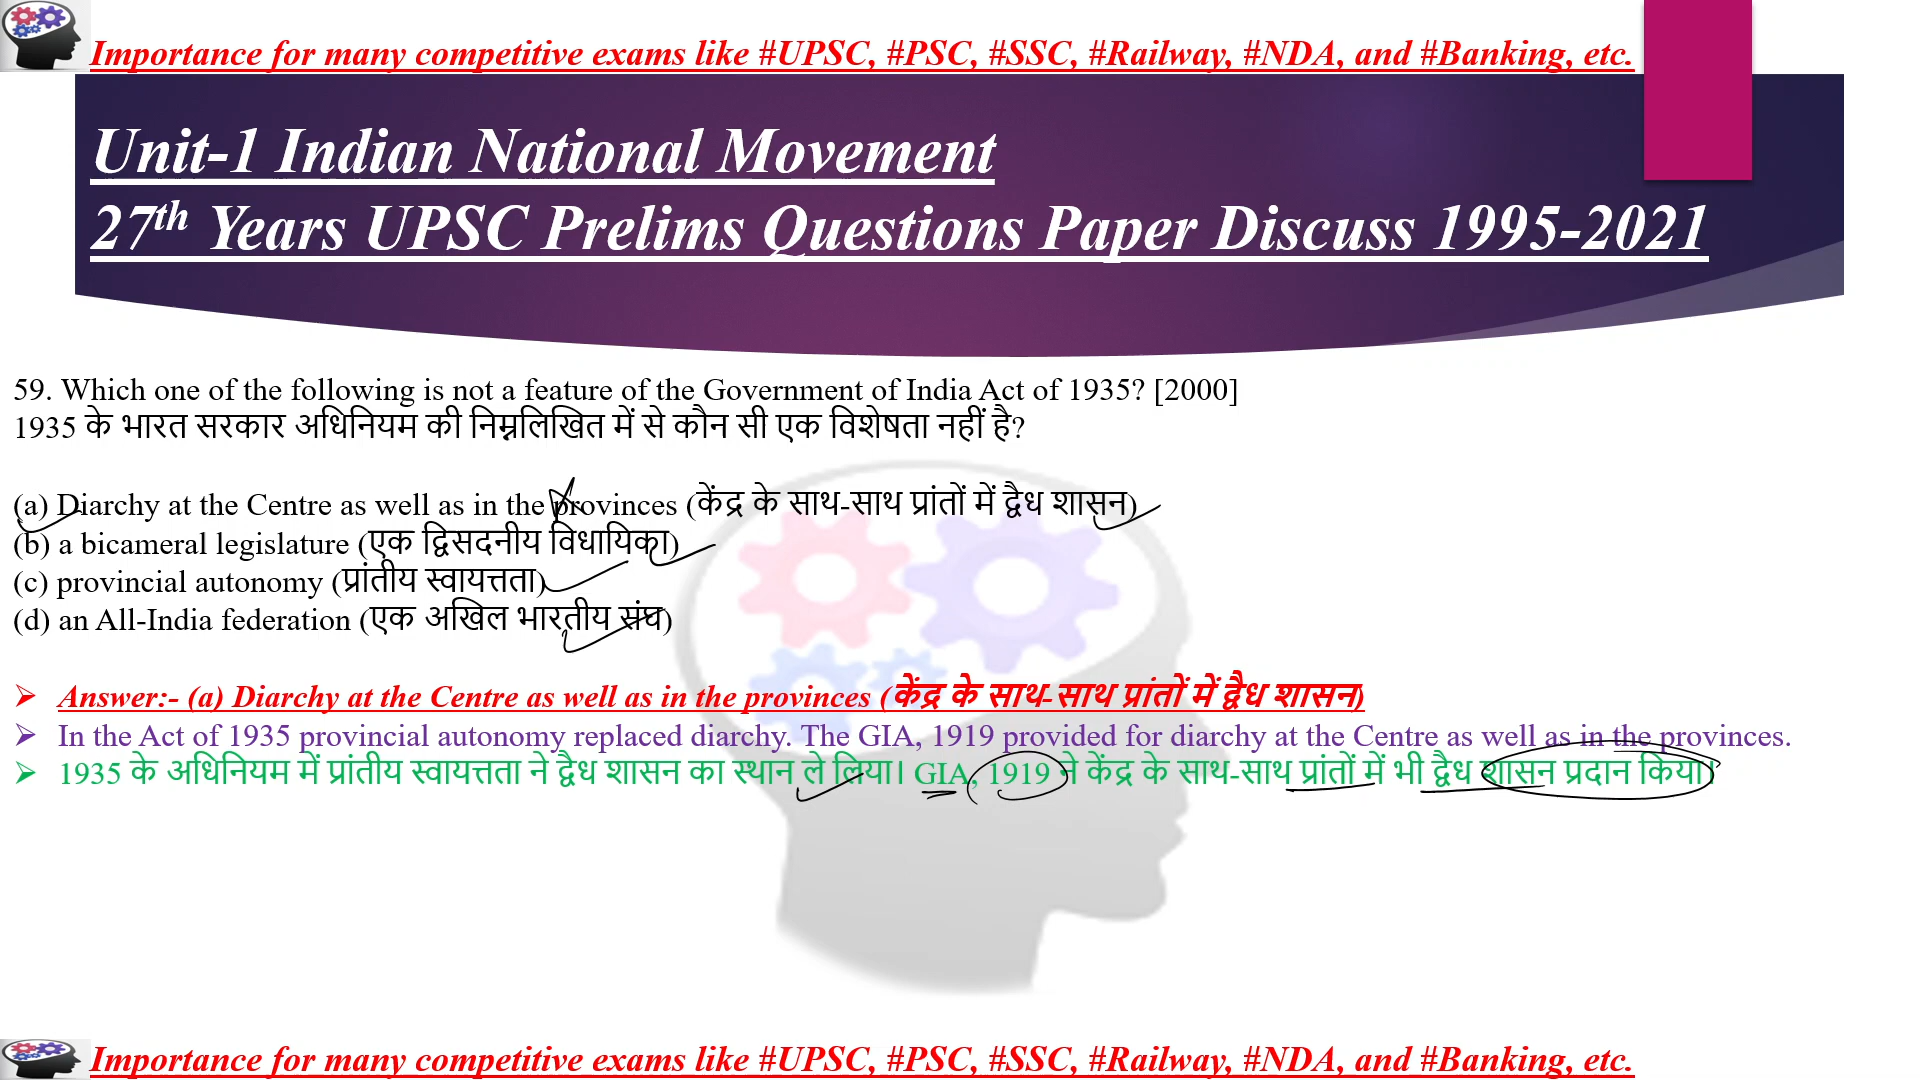 Importance for many competitive exams like #UPSC, #PSC, #SSC, #Railway, #NDA, and #Banking, etc.
Unit-1 Indian National Movement
27th Years UPSC Prelims Questions Paper Discuss 1995-2021
59. Which one of the following is not a feature of the Government of India Act of 1935? [2000]
1935 के भारत सरकार अधिनियम की निम्नलिखित में से कौन सी एक विशेषता नहीं है?
(a) Diarchy at the Centre as well as in the provinces (केंद्र के साथ-साथ प्रांतों में द्वैध शासन)
(b) a bicameral legislature (एक द्विसदनीय विधायिका)
(c) provincial autonomy (प्रांतीय स्वायत्तता)
(d) an All-India federation (एक अखिल भारतीय संघ)
➢ Answer:- (a) Diarchy at the Centre as well as in the provinces (केंद्र के साथ-साथ प्रांतों में द्वैध शासन)
➢ In the Act of 1935 provincial autonomy replaced diarchy. The GIA, 1919 provided for diarchy at the Centre as well as in the provinces.
➢ 1935 के अधिनियम में प्रांतीय स्वायत्तता ने द्वैध शासन का स्थान ले लिया। GIA, 1919 ने केंद्र के साथ-साथ प्रांतों में भी द्वैध शासन प्रदान किया।
Importance for many competitive exams like #UPSC, #PSC, #SSC, #Railway, #NDA, and #Banking, etc.